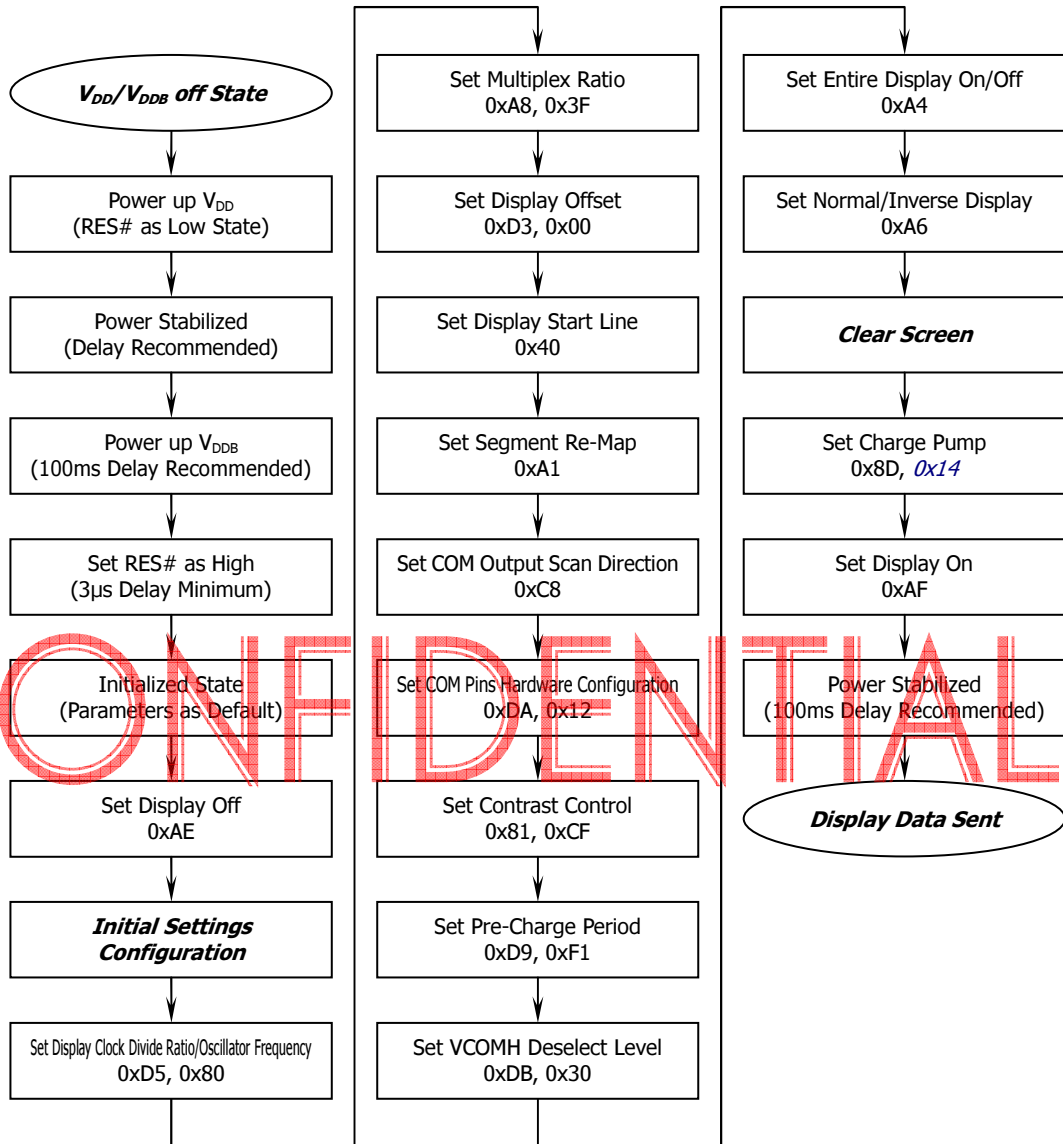 VDD/VDDB off State
Power up VDD
(RES# as Low State)
Power Stabilized
(Delay Recommended)
Power up VDDB
(100ms Delay Recommended)
Set RES# as High
(3μs Delay Minimum)
Initialized State
(Parameters as Default)
Set Display Off
0xAE
Initial Settings
Configuration
Set Display Clock Divide Ratio/Oscillator Frequency
0xD5, 0x80
Set Multiplex Ratio
0xA8, 0x3F
Set Display Offset
0xD3, 0x00
Set Display Start Line
0x40
Set Segment Re-Map
0xA1
Set COM Output Scan Direction
0xC8
Set COM Pins Hardware Configuration
0xDA, 0x12
Set Contrast Control
0x81, 0xCF
Set Pre-Charge Period
0xD9, 0xF1
Set VCOMH Deselect Level
0xDB, 0x30
Set Entire Display On/Off
0xA4
Set Normal/Inverse Display
0xA6
Clear Screen
Set Charge Pump
0x8D, 0x14
Set Display On
0xAF
Power Stabilized
(100ms Delay Recommended)
Display Data Sent
ONFIDENTIAL